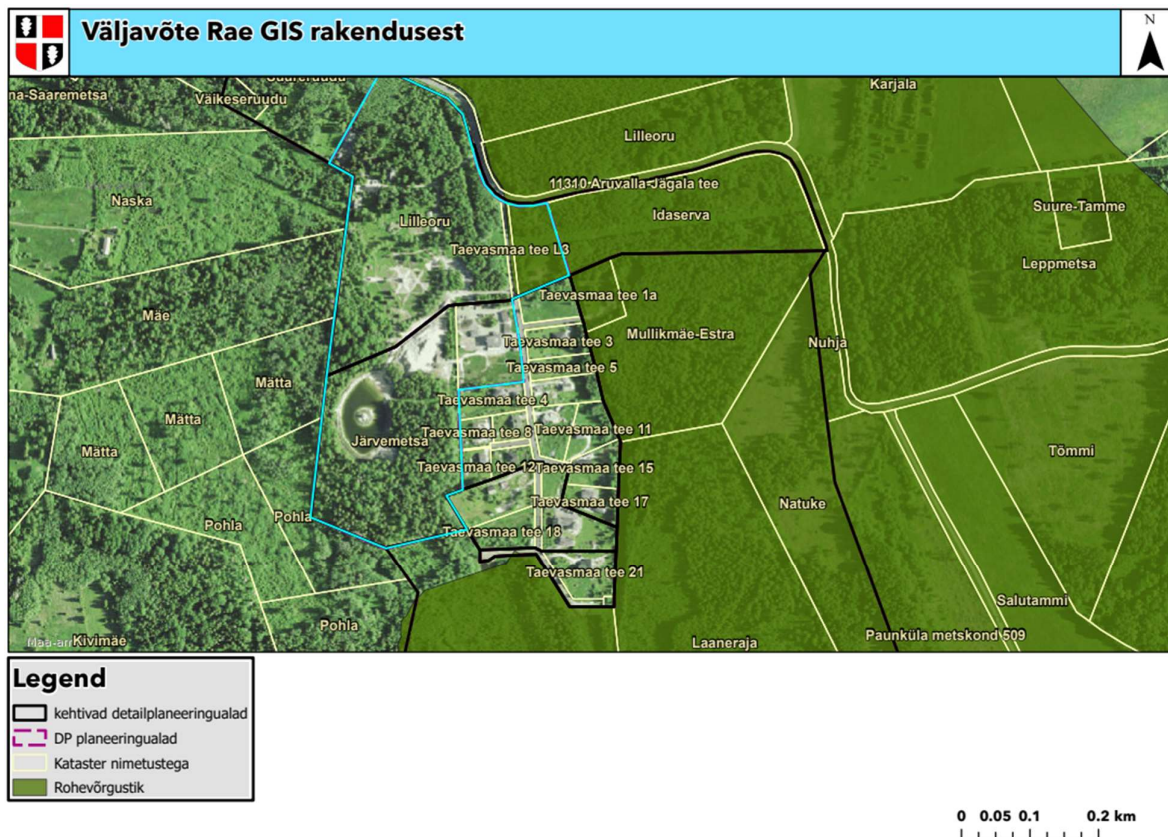 Väljavõte Rae GIS rakendusest
N
Väikeseruudu
Karjala
Lilleoru
11310 Aruvalla-Jägala tee
Naska
Suure-Tamme
Idaserva
Lilleoru
Taevasmaa tee L3
Leppmetsa
Taevasmaa tee 1a
Mäe
Mullikmäe-Estra
Nuhja
Taevasmaa tee 3
Taevasmaa tee 5
Mätta
Taevasmaa tee 4
Mätta
Taevasmaa tee 8
Taevasmaa tee 11
Järvemetsa
Mätta
Tõmmi
Taevasmaa tee 12
Taevasmaa tee 15
Taevasmaa tee 17
Natuke
Pohla
Pohla
Taevasmaa tee 18
Taevasmaa tee 21
Salutammi
Pohla
Kivimäe
Paunküla metskond 509
Laaneraja
Legend
kehtivad detailplaneeringualad
DP planeeringualad
Kataster nimetustega
Rohevõrgustik
0 0.05 0.1 0.2 km